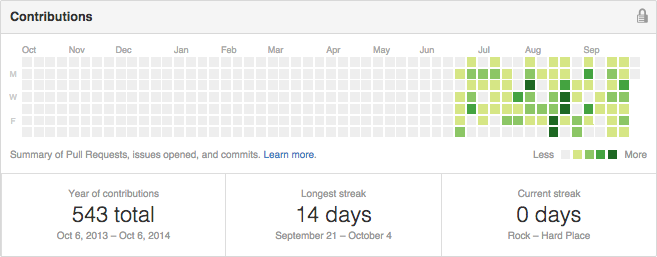 Contributions
Oct Nov Dec Jan Feb Mar Apr May Jun Jul Aug Sep
M
W
F
Summary of Pull Requests, issues opened, and commits. Learn more.
Less More
Year of contributions
543 total
Oct 6, 2013 – Oct 6, 2014
Longest streak
14 days
September 21 – October 4
Current streak
0 days
Rock – Hard Place